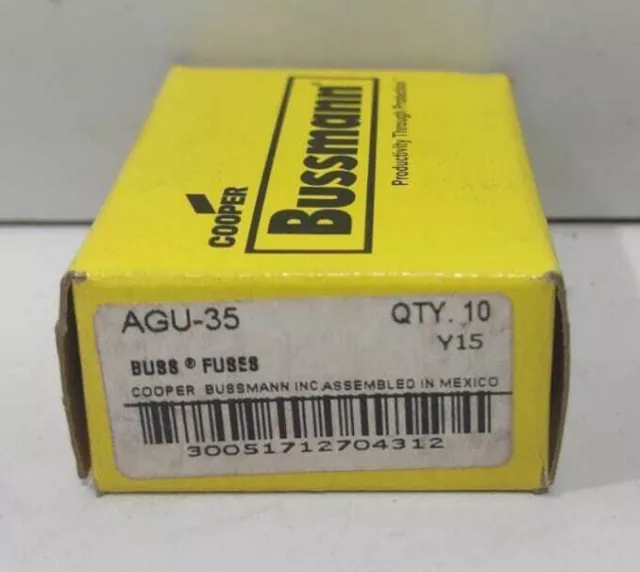 COOPER
Bussmann
Productivity Through Protection
AGU-35
QTY. 10
Y15
BUSS ® FUSES
COOPER BUSSMANN INC ASSEMBLED IN MEXICO
30051712704312